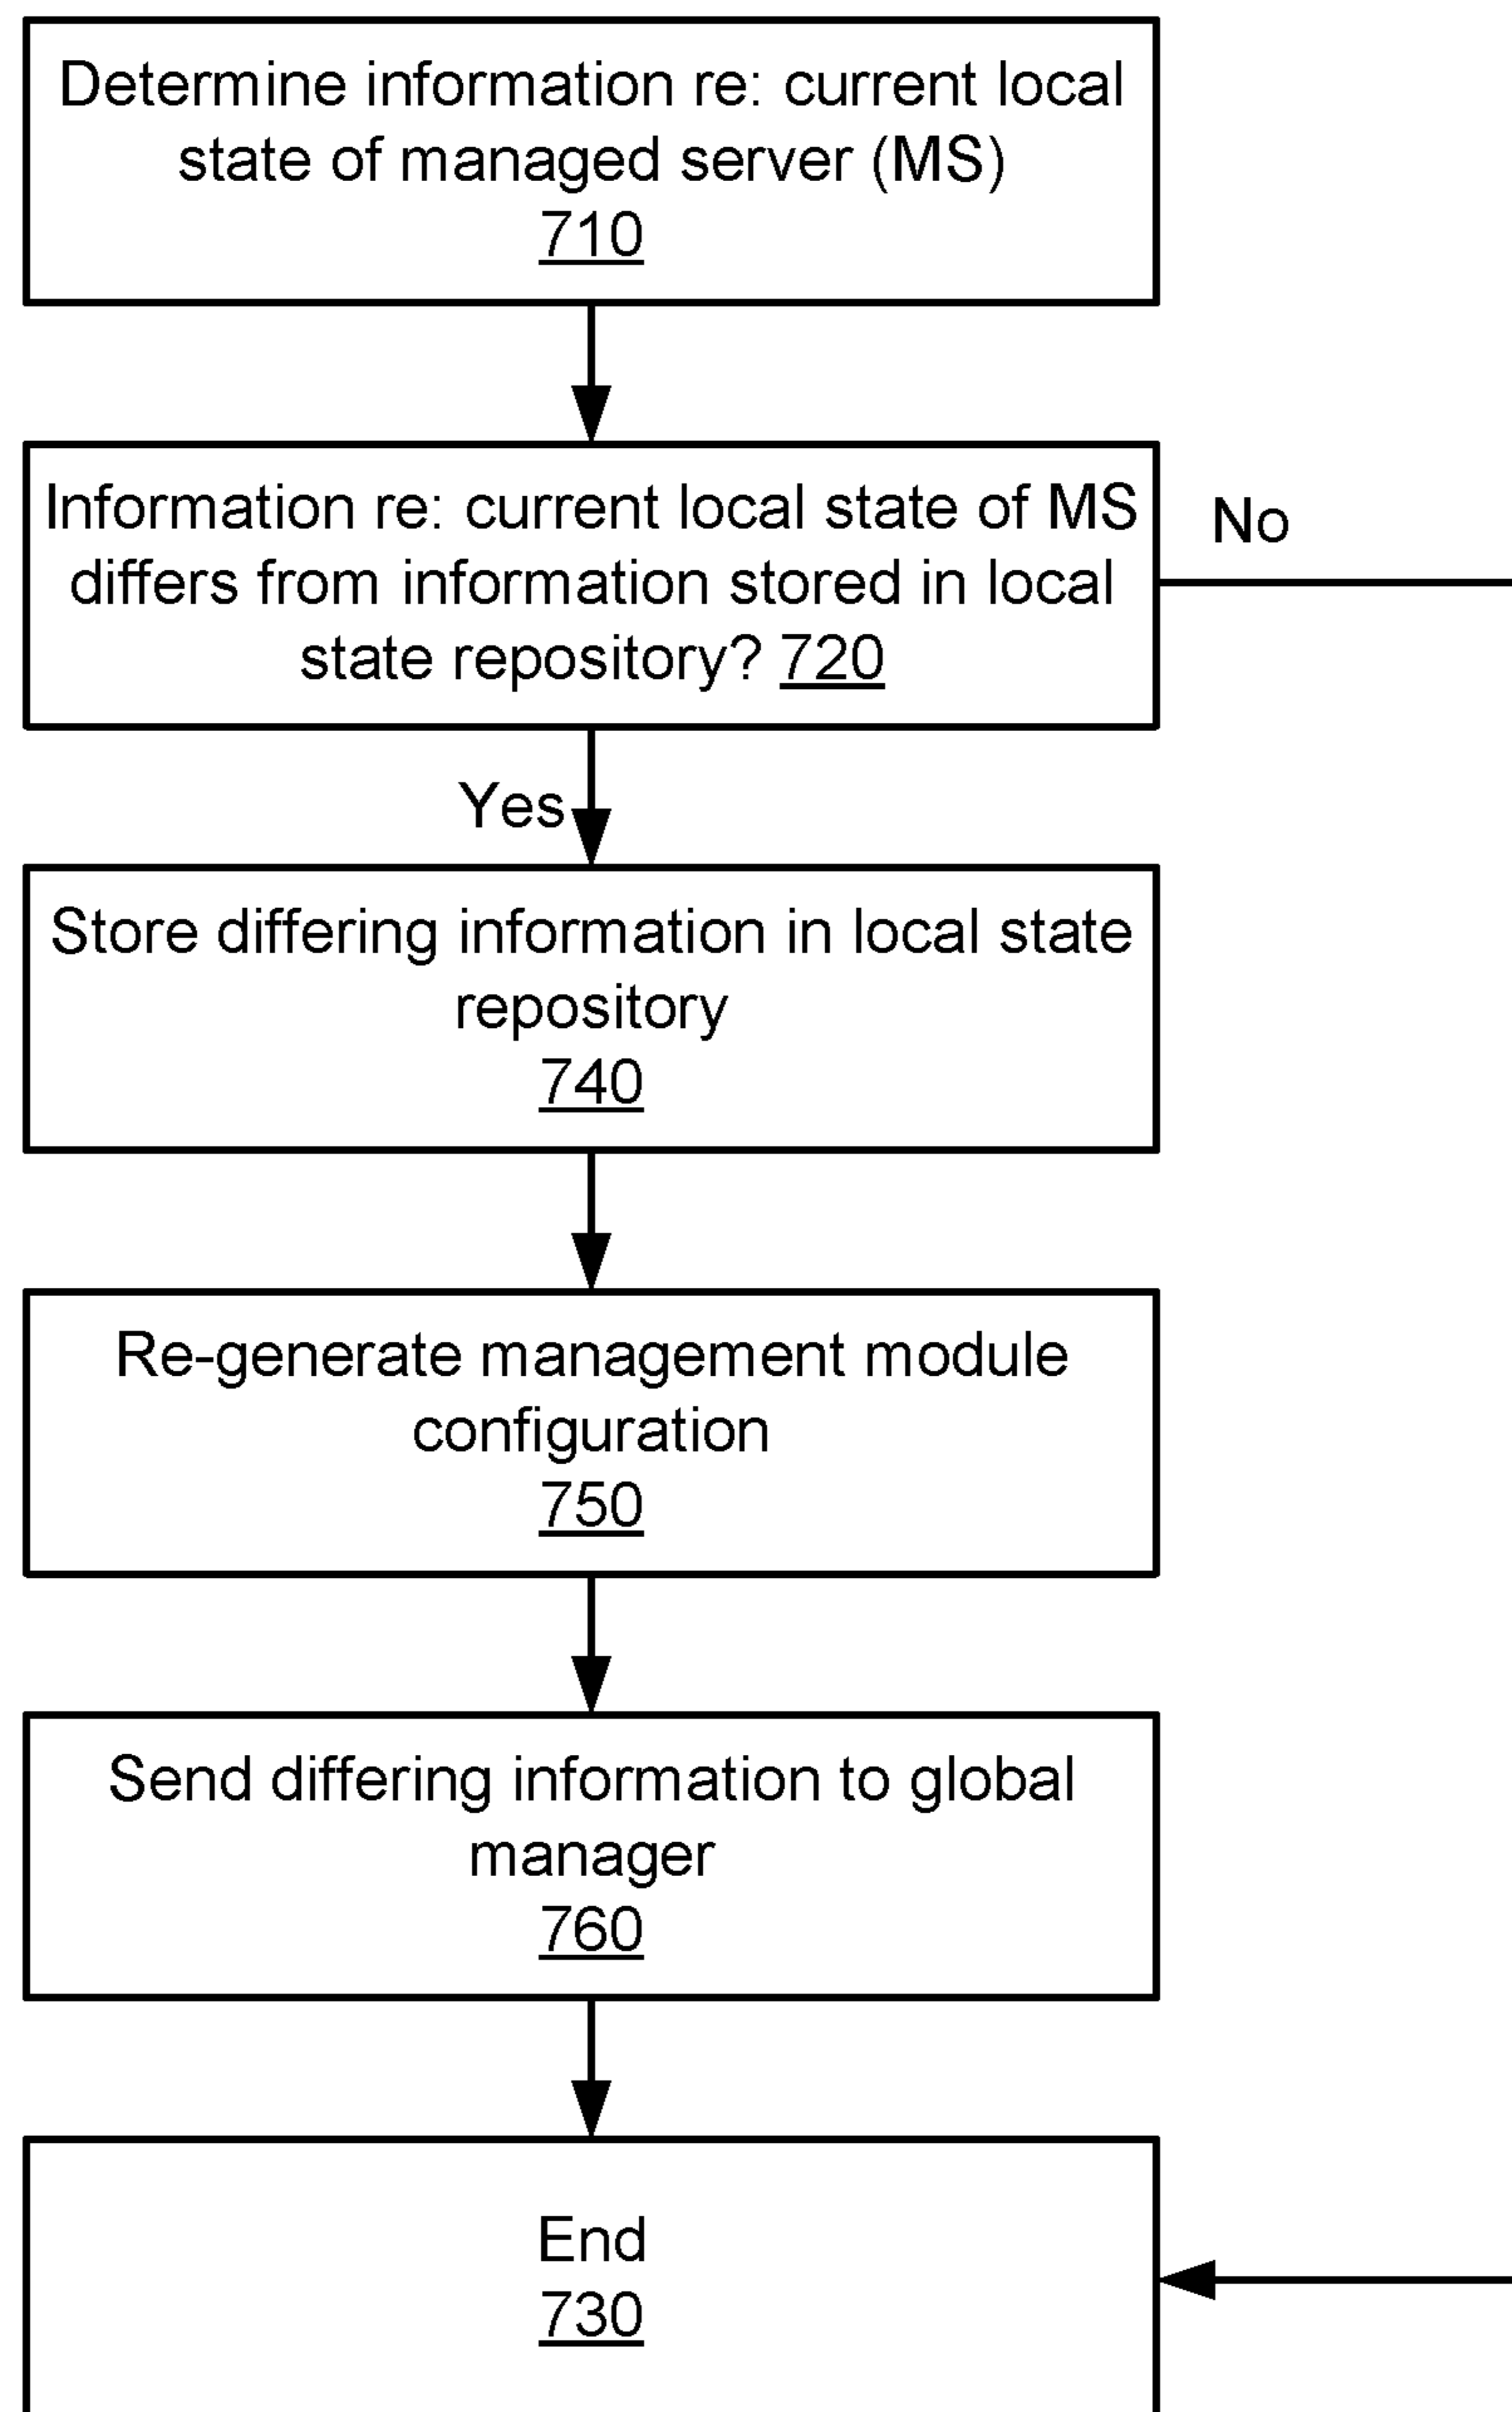 Determine information re: current local
state of managed server (MS)
710
Information re: current local state of MS
differs from information stored in local
state repository? 720
No
Yes
Store differing information in local state
repository
740
Re-generate management module
configuration
750
Send differing information to global
manager
760
End
730